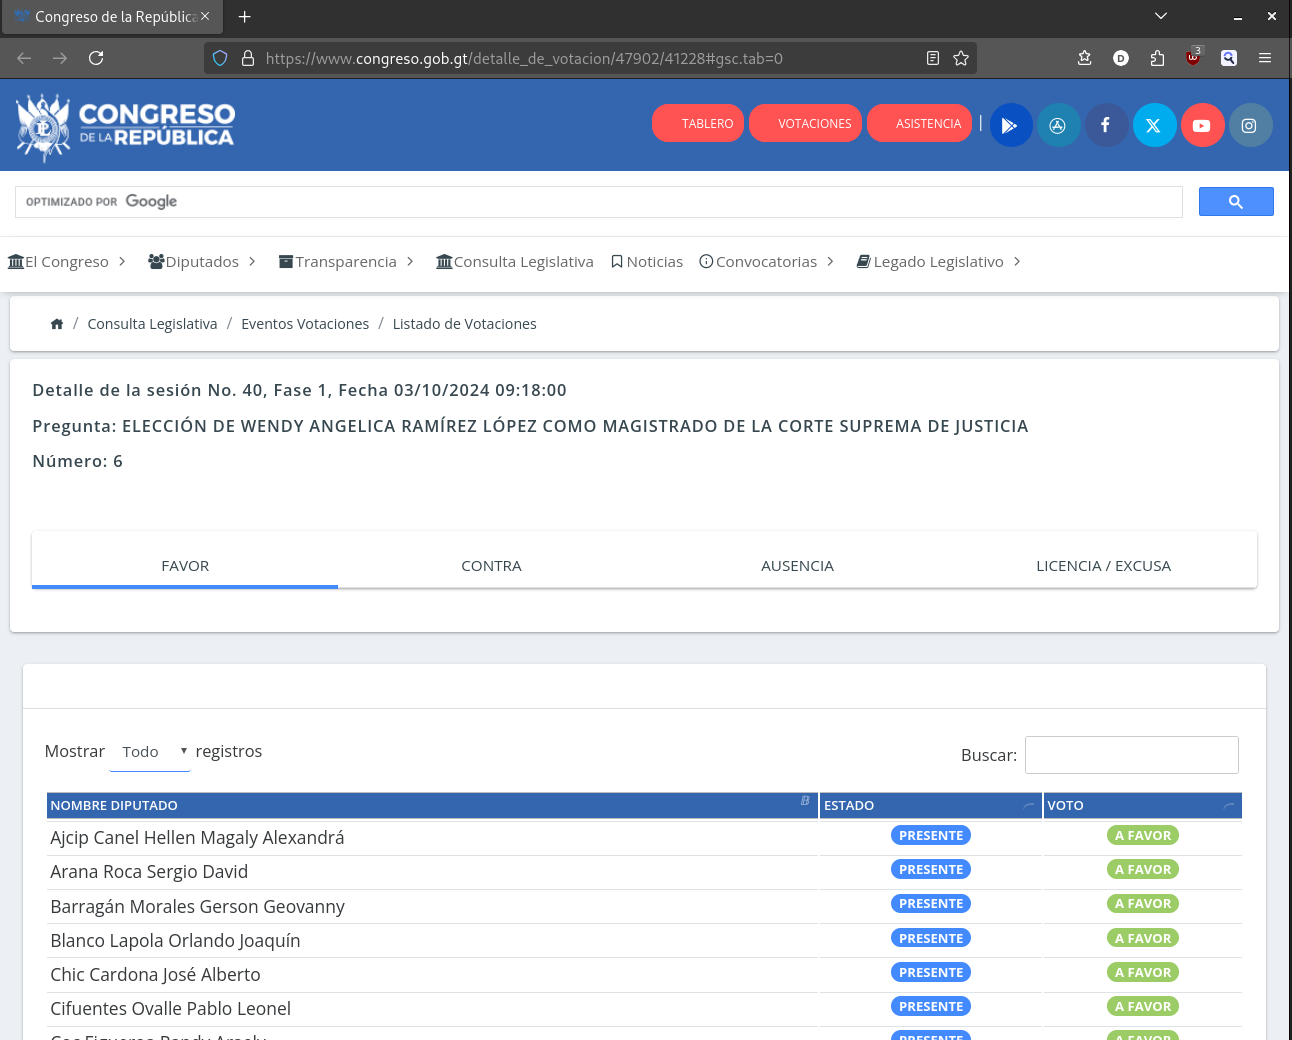 Congreso de la República
https://www.congreso.gob.gt/detalle_de_votacion/47902/41228#gsc.tab=0
3
CONGRESO
DE LA REPÚBLICA
TABLERO
VOTACIONES
ASISTENCIA
OPTIMIZADO POR Google
El Congreso
Diputados
Transparencia
Consulta Legislativa
Noticias
Convocatorias
Legado Legislativo
/ Consulta Legislativa / Eventos Votaciones / Listado de Votaciones
Detalle de la sesión No. 40, Fase 1, Fecha 03/10/2024 09:18:00
Pregunta: ELECCIÓN DE WENDY ANGELICA RAMÍREZ LÓPEZ COMO MAGISTRADO DE LA CORTE SUPREMA DE JUSTICIA
Número: 6
FAVOR CONTRA AUSENCIA LICENCIA / EXCUSA
Mostrar Todo registros
Buscar:
NOMBRE DIPUTADO ESTADO VOTO
Ajcip Canel Hellen Magaly Alexandrá PRESENTE A FAVOR
Arana Roca Sergio David PRESENTE A FAVOR
Barragán Morales Gerson Geovanny PRESENTE A FAVOR
Blanco Lapola Orlando Joaquín PRESENTE A FAVOR
Chic Cardona José Alberto PRESENTE A FAVOR
Cifuentes Ovalle Pablo Leonel PRESENTE A FAVOR
PRESENTE A FAVOR